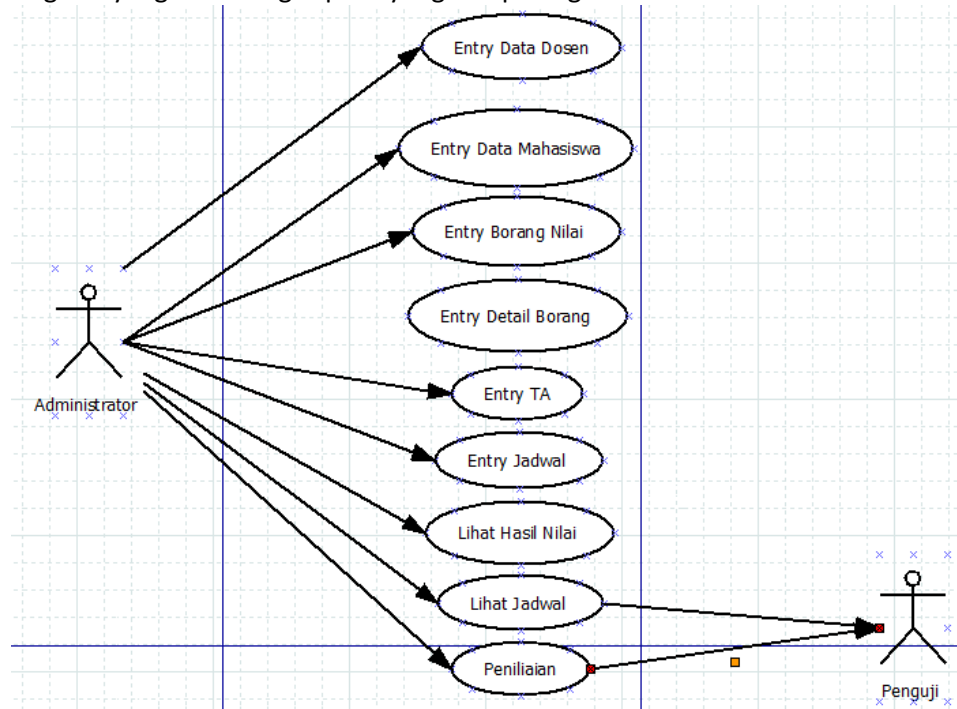 Entry Data Dosen
Entry Data Mahasiswa
Entry Borang Nilai
Entry Detail Borang
Administrator
Entry TA
Entry Jadwal
Lihat Hasil Nilai
Lihat Jadwal
Peniliaian
Penguji